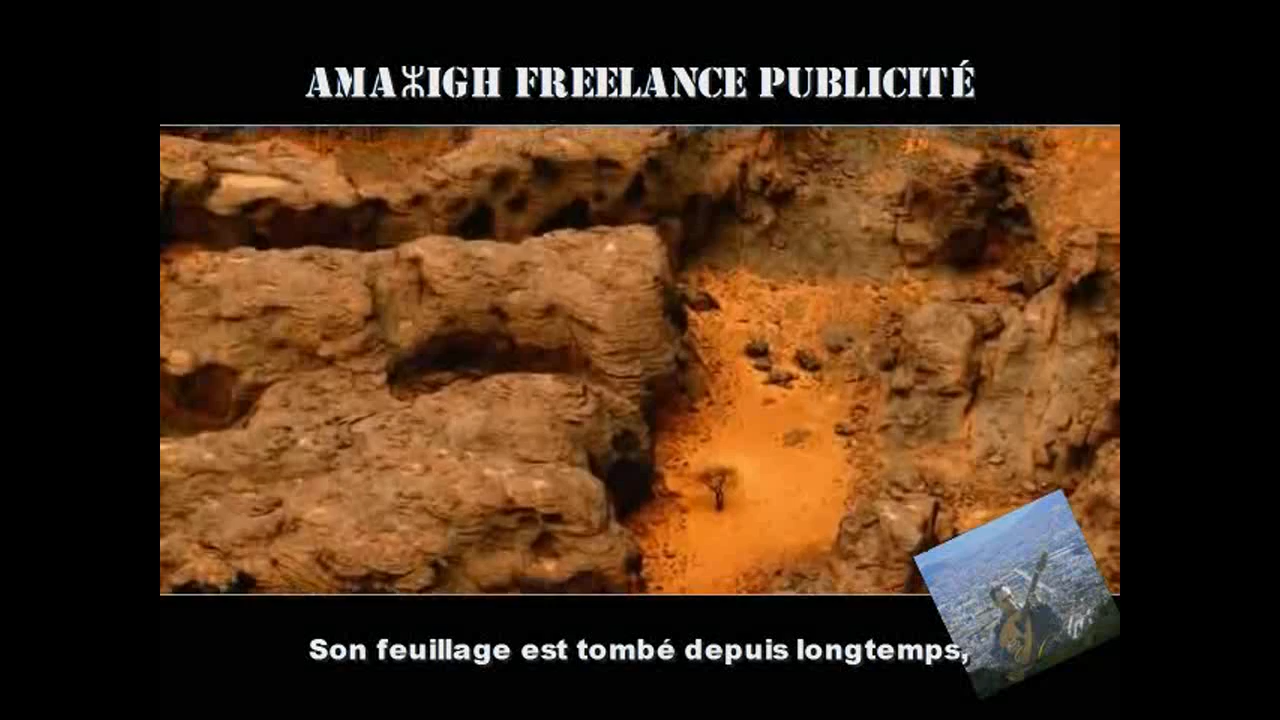 AMAⵣIGH FREELANCE PUBLICITÉ
Son feuillage est tombé depuis longtemps,